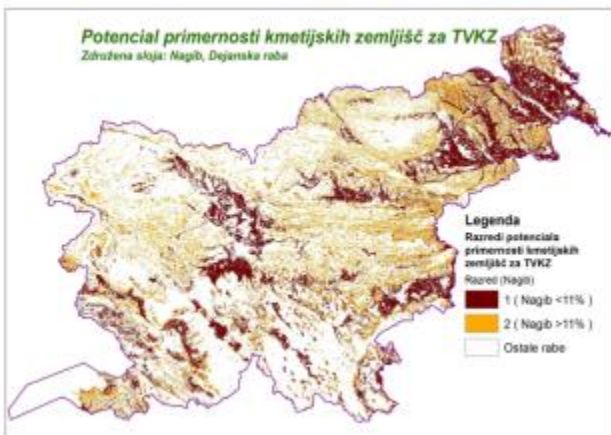 Potencial primernosti kmetijskih zemljišč za TVKZ
Združena sloja: Nagib, Dejanska raba
Legenda
Razredi potenciala
primernosti kmetijskih
zemljišč za TVKZ
Razred (Nagib)
1 ( Nagib <11% )
2 ( Nagib >11% )
Ostale rabe